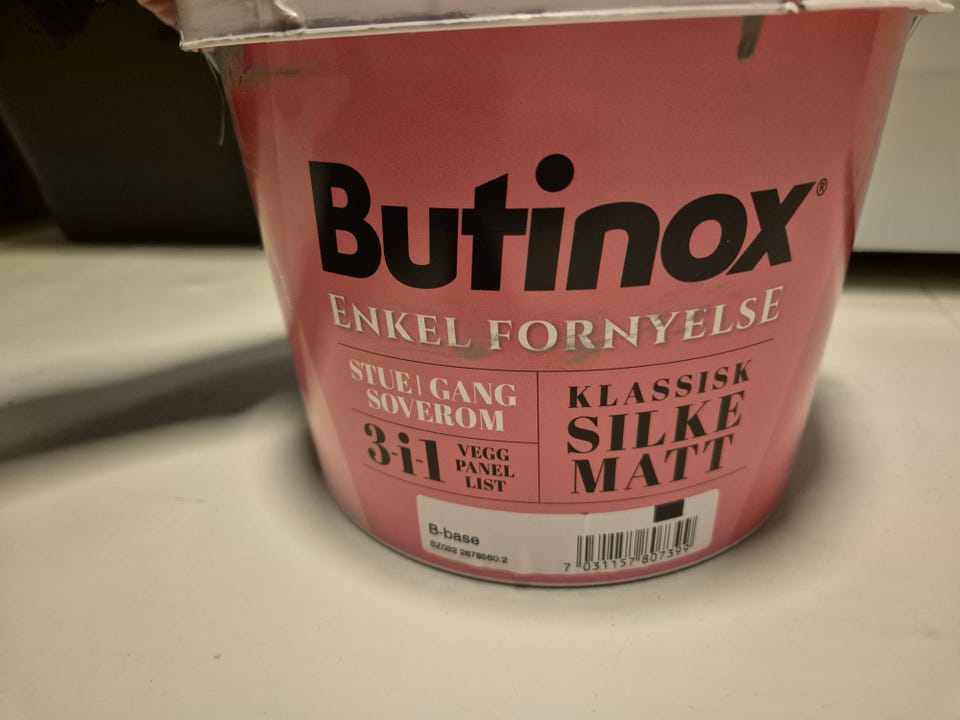 Butinox®
ENKEL FORNYELSE
STUE | GANG
SOVEROM
3-i-1
VEGG
PANEL
LIST
KLASSISK
SILKE
MATT
B-base
7 031157 807399